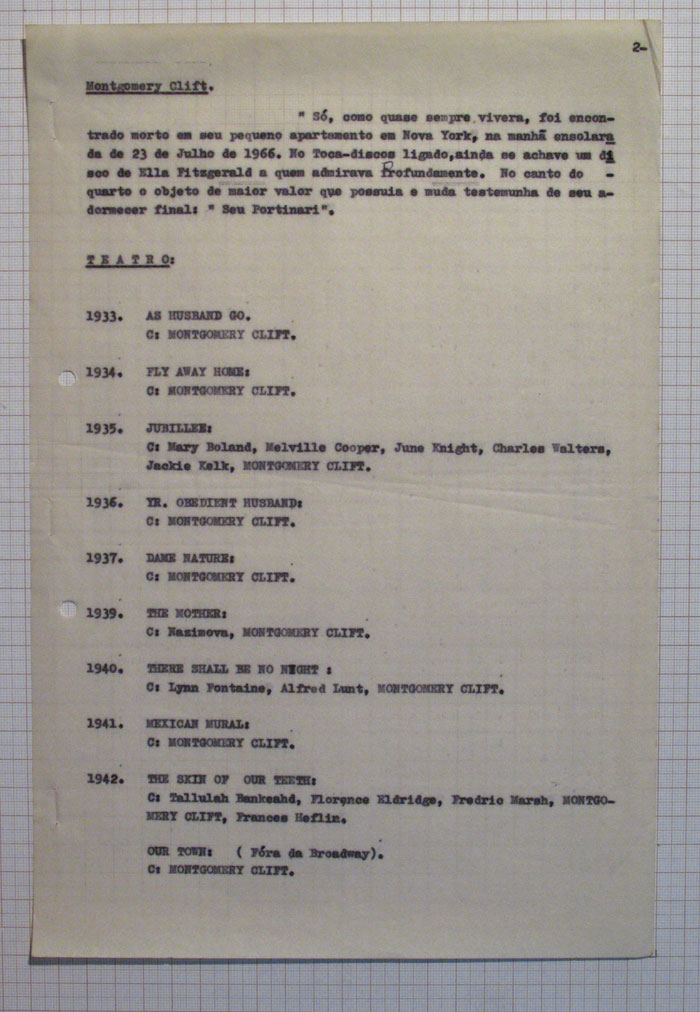 2-
Montgomery Clift.
" Só, como quase sempre vivera, foi encon-
trado morto em seu pequeno apartamento em Nova York, na manhã ensolara
da de 23 de Julho de 1966. No Toca-discos ligado,ainda se achave um di
sco de Ella Fitzgerald a quem admirava Profundamente. No canto do -
quarto o objeto de maior valor que possuia e muda testemunha de seu a-
dormecer final: " Seu Portinari".
T E A T R O:
1933. AS HUSBAND GO.
C: MONTGOMERY CLIFT.
1934. FLY AWAY HOME:
C: MONTGOMERY CLIFT.
1935. JUBILLEE:
C: Mary Boland, Melville Cooper, June Knight, Charles Walters,
Jackie Kelk, MONTGOMERY CLIFT.
1936. YR. OBEDIENT HUSBAND:
C: MONTGOMERY CLIFT.
1937. DAME NATURE:
C: MONTGOMERY CLIFT.
1939. THE MOTHER:
C: Nazimova, MONTGOMERY CLIFT.
1940. THERE SHALL BE NO NIGHT :
C: Lynn Fontaine, Alfred Lunt, MONTGOMERY CLIFT.
1941. MEXICAN MURAL:
C: MONTGOMERY CLIFT.
1942. THE SKIN OF OUR TEETH:
C: Tallulah Bankeahd, Florence Eldridge, Fredric Marsh, MONTGO-
MERY CLIFT, Frances Heflin.
OUR TOWN: ( Fóra da Broadway).
C: MONTGOMERY CLIFT.